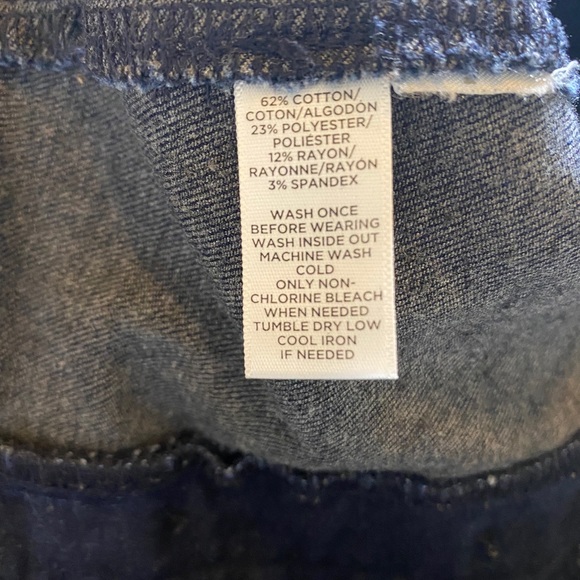 62% COTTON/
COTON/ALGODÓN
23% POLYESTER/
POLIÉSTER
12% RAYON/
RAYONNE/RAYÓN
3% SPANDEX
WASH ONCE
BEFORE WEARING
WASH INSIDE OUT
MACHINE WASH
COLD
ONLY NON-
CHLORINE BLEACH
WHEN NEEDED
TUMBLE DRY LOW
COOL IRON
IF NEEDED